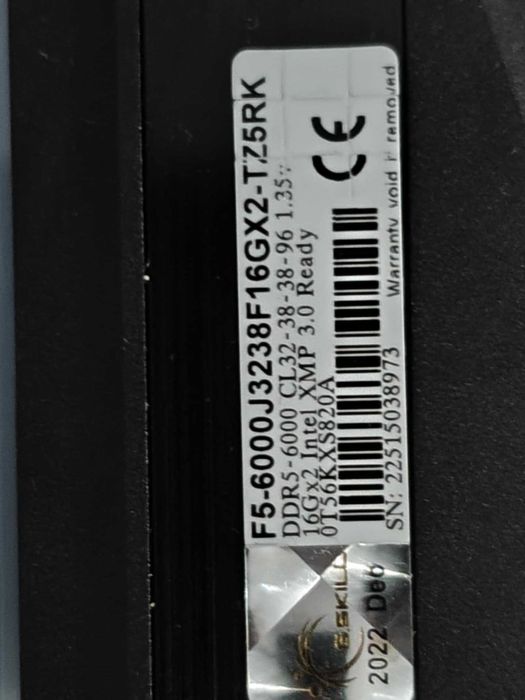 F5-6000J3238F16GX2-TZ5RK
DDR5-6000 CL32-38-38-96 1.35v
16Gx2 Intel XMP 3.0 Ready
0T56KXS820A
CE
SN: 22515038973
Warranty void if removed
G.SKILL
2022 Dec